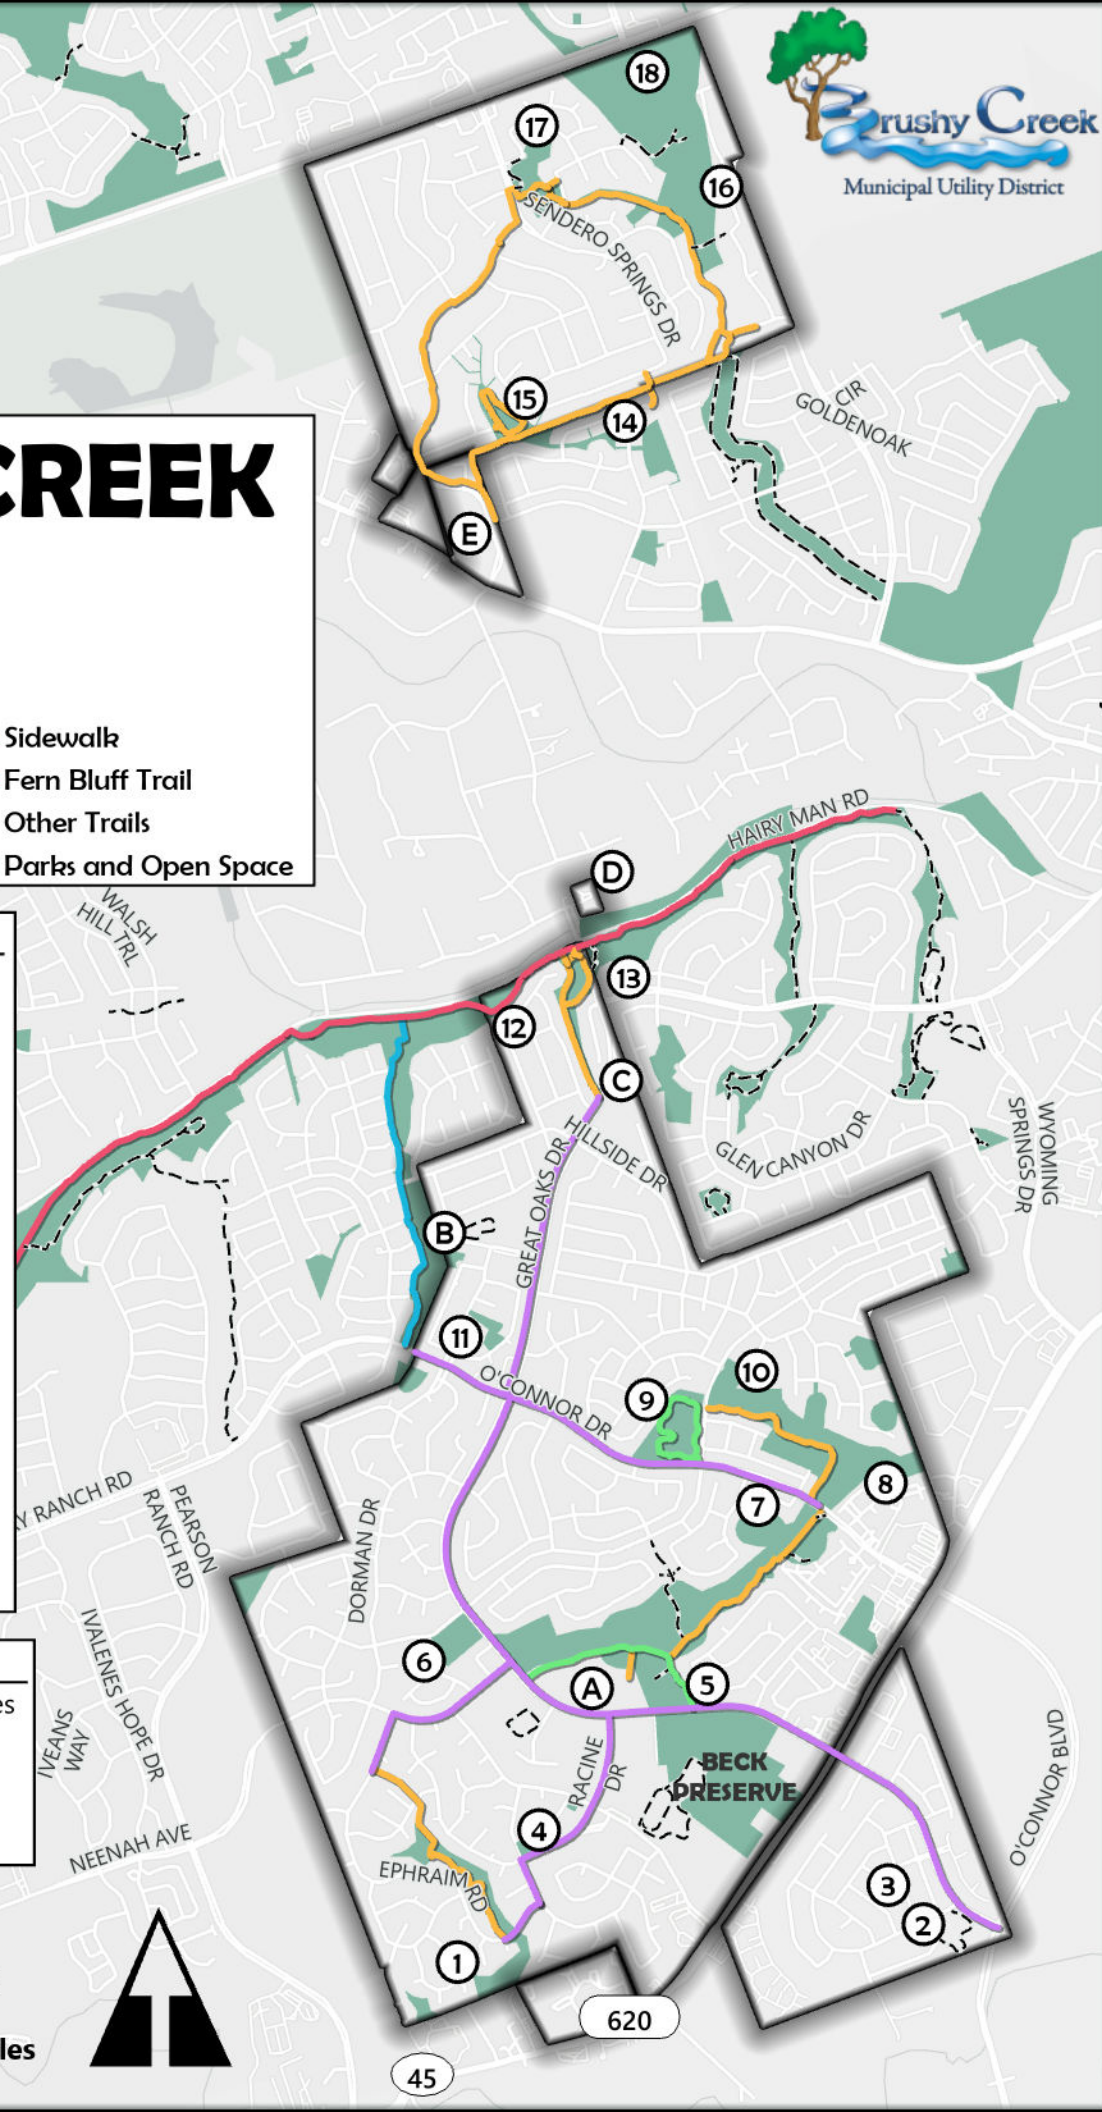 18
17
Brushy Creek
Municipal Utility District
16
SENDERO SPRINGS DR
15
14
CIR
GOLDENOAK
CREEK
E
Sidewalk
Fern Bluff Trail
Other Trails
Parks and Open Space
HAIRY MAN RD
D
WALSH
HILL TRL
13
12
C
HILLSIDE DR
GLEN CANYON DR
WYOMING
SPRINGS DR
GREAT OAKS DR
B
11
O'CONNOR DR
10
9
8
7
RANCH RD
PEARSON
RANCH RD
DORMAN DR
6
A
5
IVALENES HOPE DR
IVEANS
WAY
BECK
PRESERVE
RACINE
DR
O'CONNOR BLVD
4
NEENAH AVE
EPHRAIM RD
3
2
1
620
45